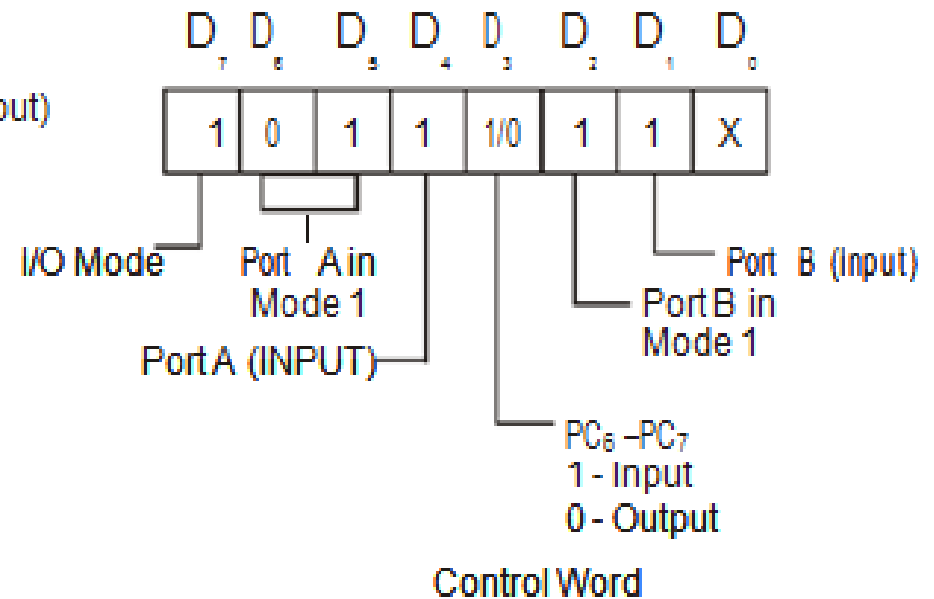 D7 D6 D5 D4 D3 D2 D1 D0
out)
1 0 1 1 1/0 1 1 X
I/O Mode
Port A in
Mode 1
Port B (input)
Port B in
Mode 1
Port A (INPUT)
PC6 –PC7
1 - Input
0 - Output
Control Word